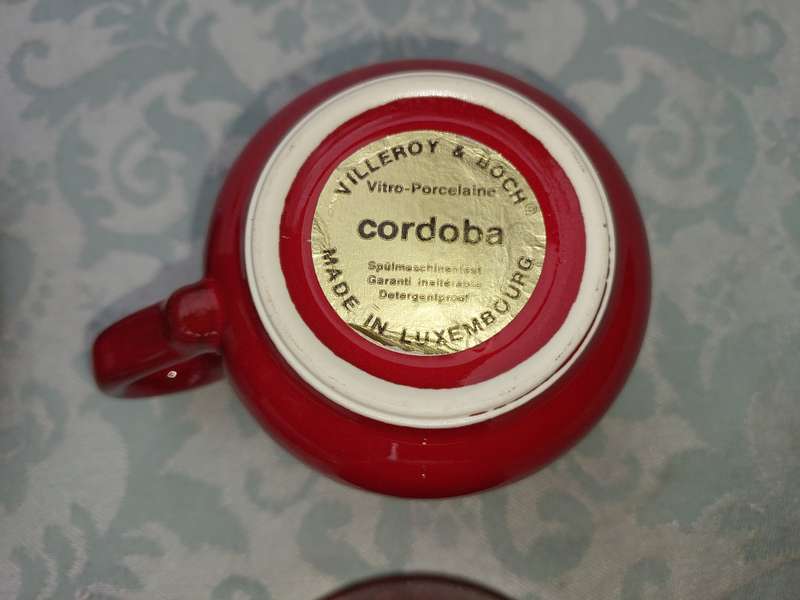 VILLEROY & BOCH®
Vitro-Porcelaine
cordoba
Spülmaschinenfest
Garanti inaltérable
Detergentproof
MADE IN LUXEMBOURG